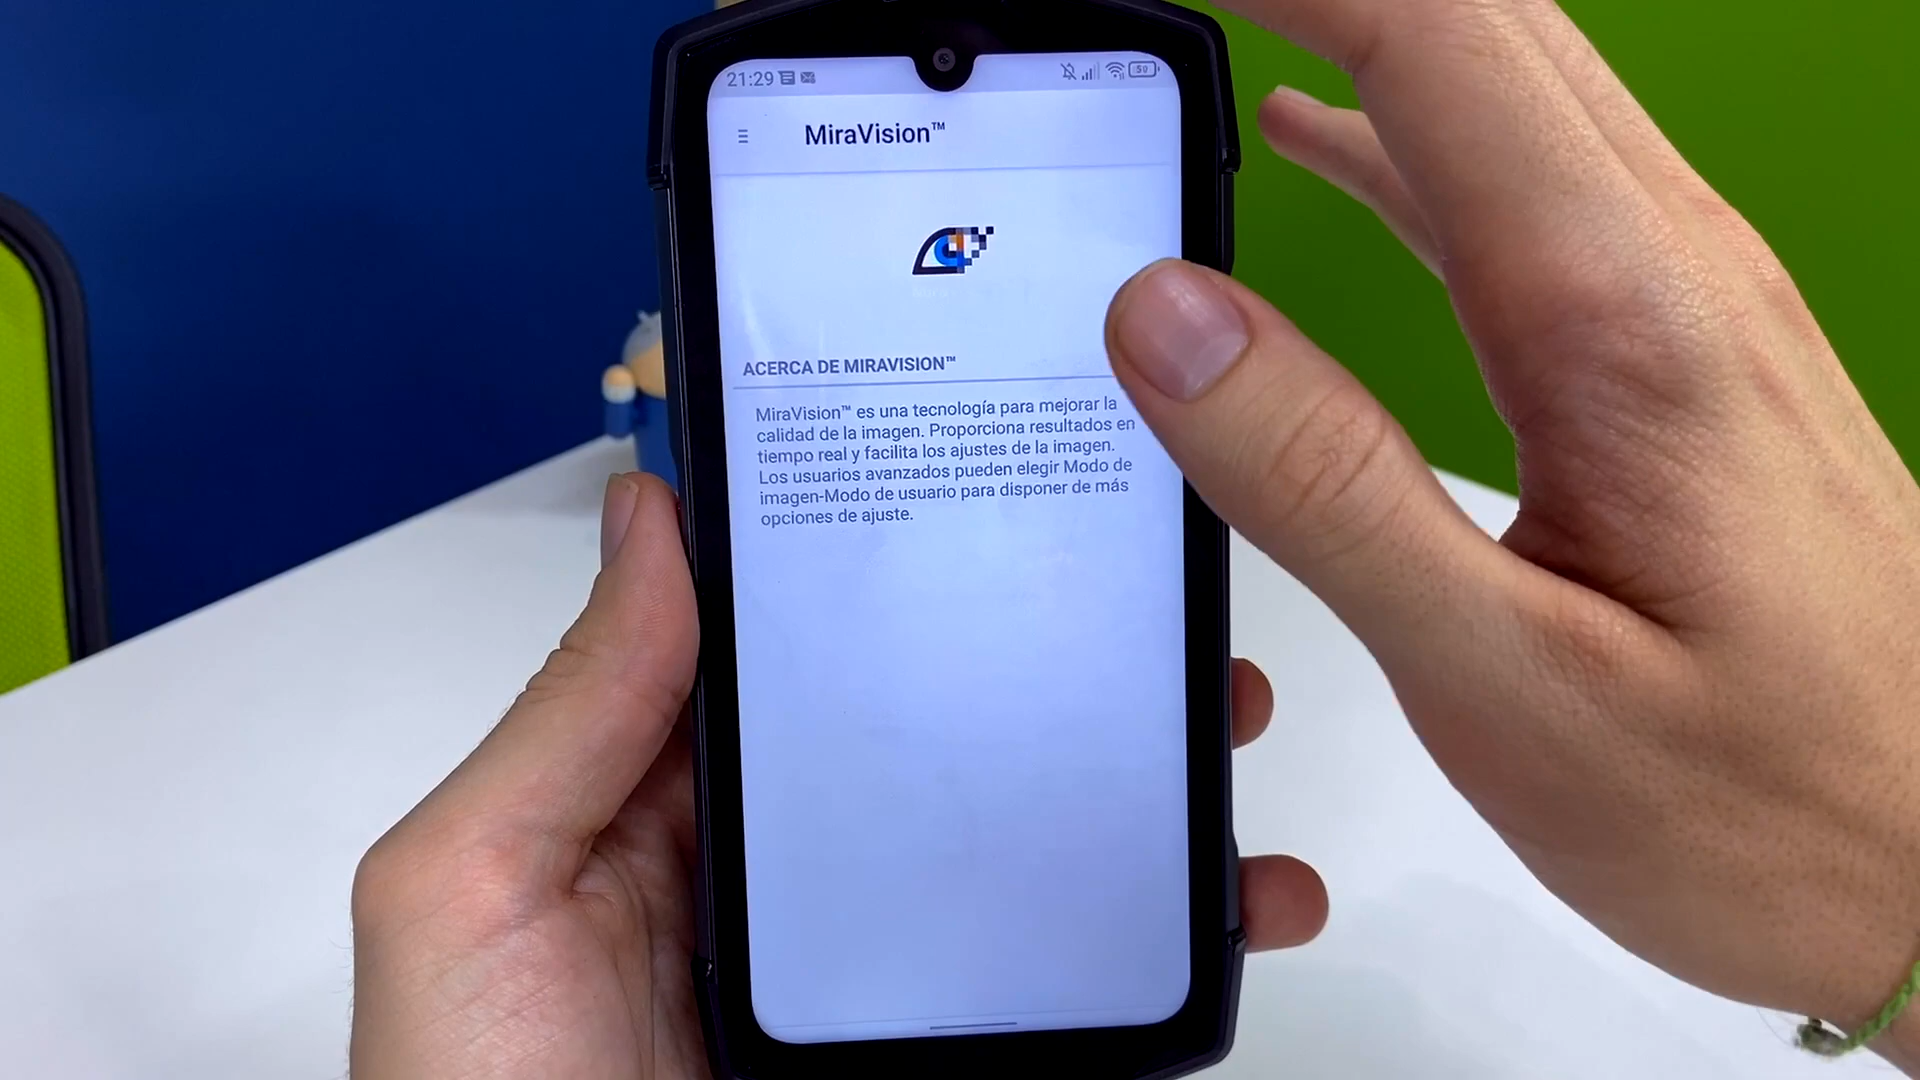 21:29
50
MiraVision™
ACERCA DE MIRAVISION™
MiraVision™ es una tecnología para mejorar la
calidad de la imagen. Proporciona resultados en
tiempo real y facilita los ajustes de la imagen.
Los usuarios avanzados pueden elegir Modo de
imagen-Modo de usuario para disponer de más
opciones de ajuste.